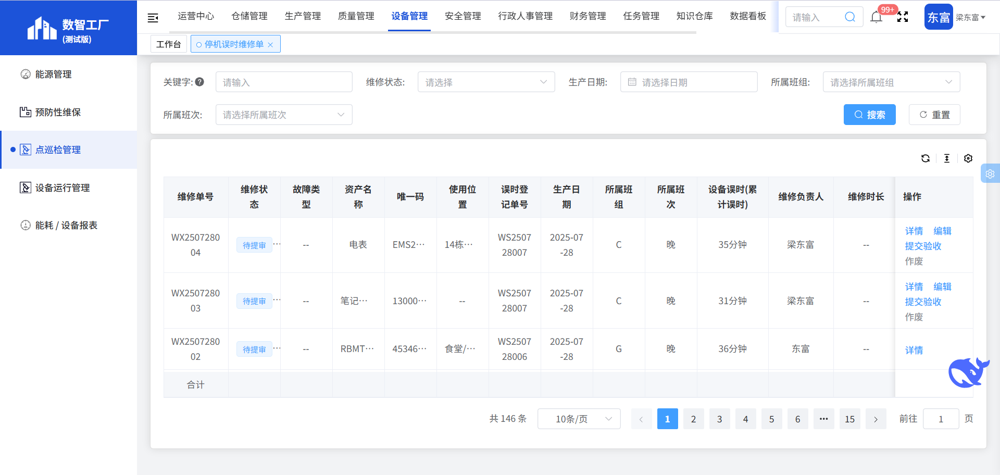 数智工厂
(测试版)
运营中心 仓储管理 生产管理 质量管理 设备管理 安全管理 行政人事管理 财务管理 任务管理 知识仓库 数据看板
请输入
99+
东富
梁东富
工作台
停机误时维修单
能源管理
预防性维保
点巡检管理
设备运行管理
能耗 / 设备报表
关键字: 请输入
维修状态: 请选择
生产日期: 请选择日期
所属班组: 请选择所属班组
所属班次: 请选择所属班次
搜索
重置
维修单号 维修状态 故障类型 资产名称 唯一码 使用位置 误时登记单号 生产日期 所属班组 所属班次 设备误时(累计误时) 维修负责人 维修时长 操作
WX250728004 待提审··· -- 电表 EMS2··· 14栋··· WS250728007 2025-07-28 C 晚 35分钟 梁东富 -- 详情 编辑 提交验收 作废
WX250728003 待提审··· -- 笔记··· 13000··· -- WS250728007 2025-07-28 C 晚 31分钟 梁东富 -- 详情 编辑 提交验收 作废
WX250728002 待提审··· -- RBMT··· 45346··· 食堂/··· WS250728006 2025-07-28 G 晚 36分钟 东富 -- 详情
合计
共 146 条 10条/页 1 2 3 4 5 6 ··· 15 前往 1 页